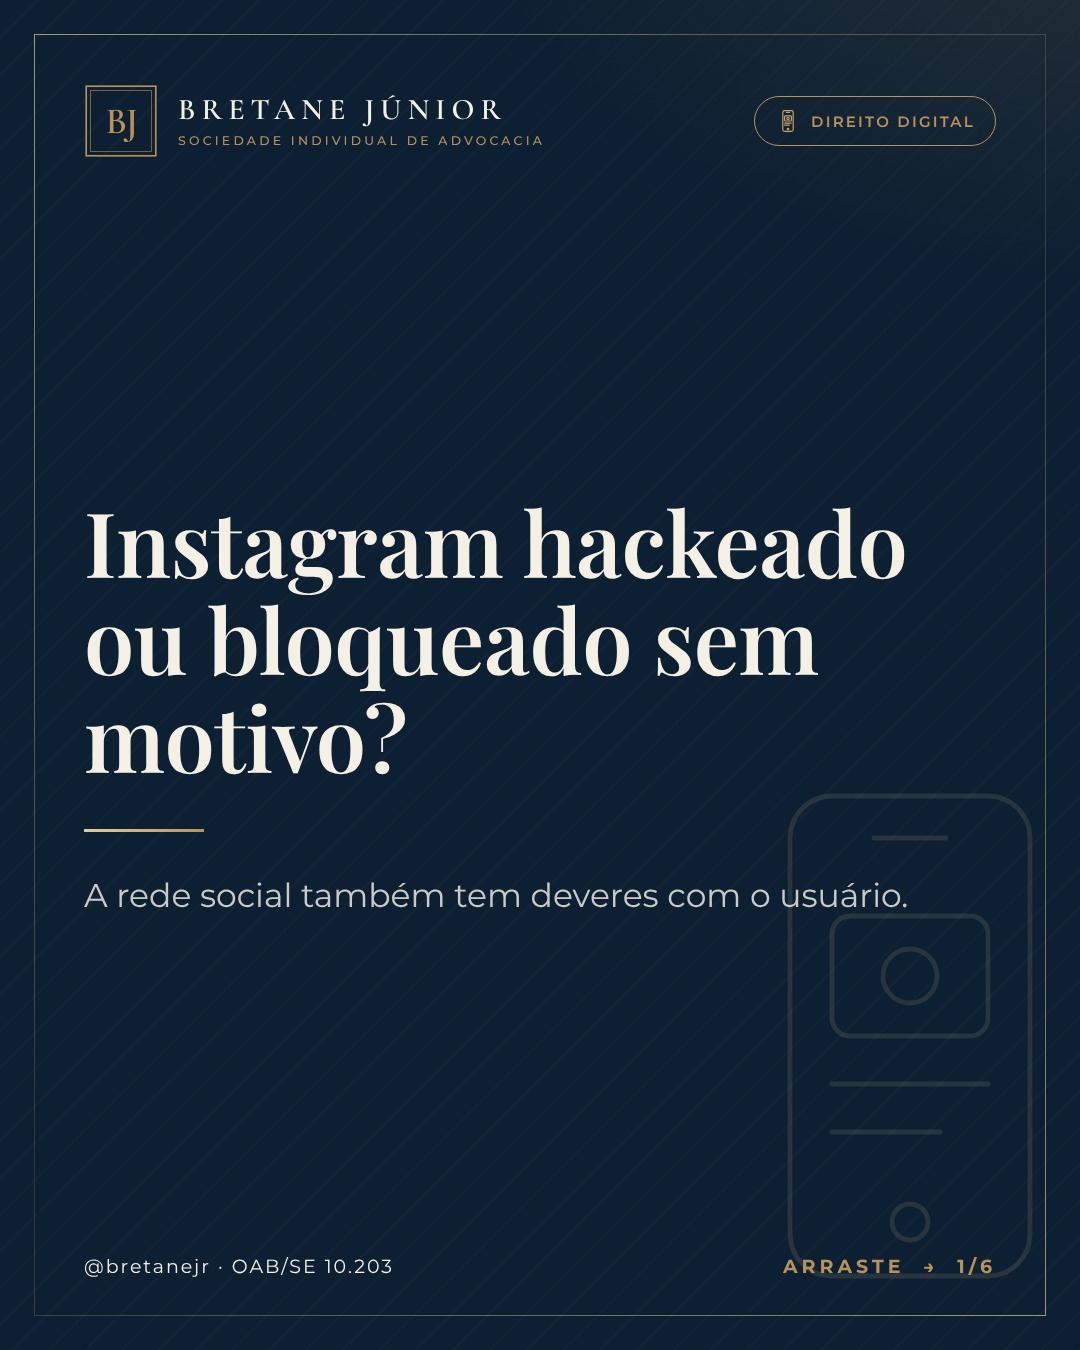 BJ
BRETANE JÚNIOR
SOCIEDADE INDIVIDUAL DE ADVOCACIA
DIREITO DIGITAL
Instagram hackeado
ou bloqueado sem
motivo?
A rede social também tem deveres com o usuário.
@bretanejr · OAB/SE 10.203
ARRASTE → 1/6